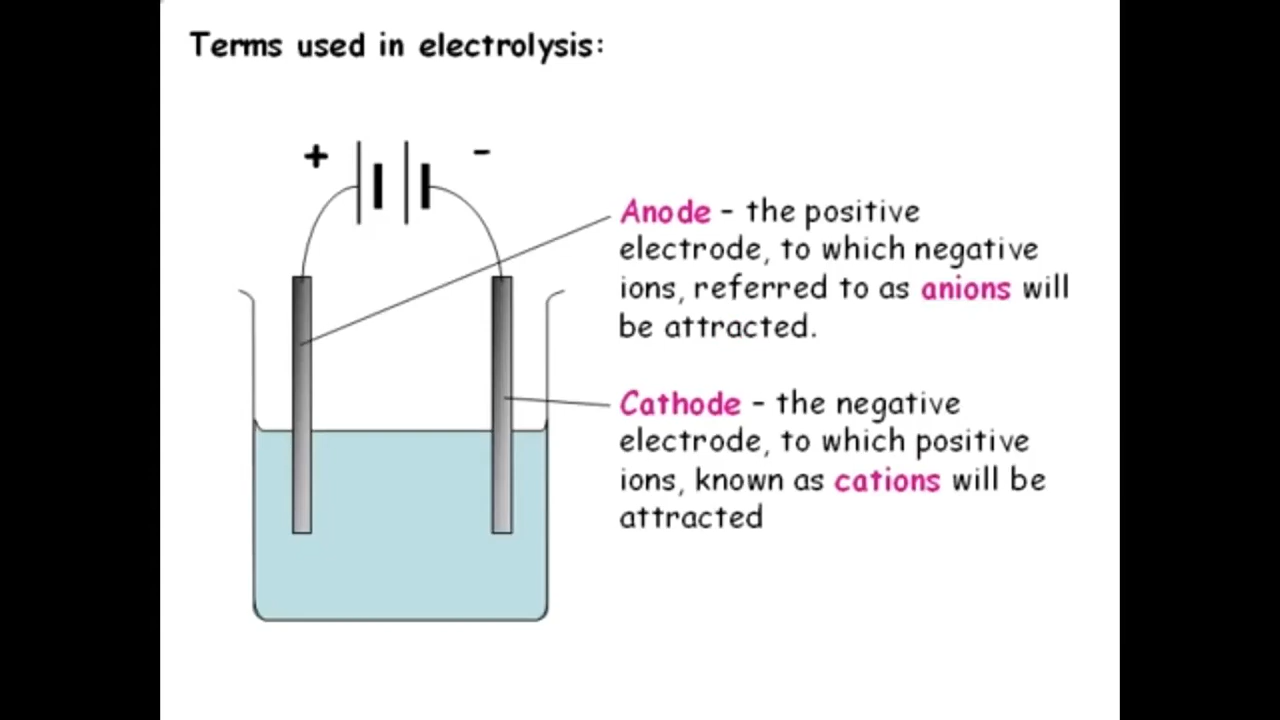 Terms used in electrolysis:
+ -
Anode - the positive
electrode, to which negative
ions, referred to as anions will
be attracted.
Cathode - the negative
electrode, to which positive
ions, known as cations will be
attracted